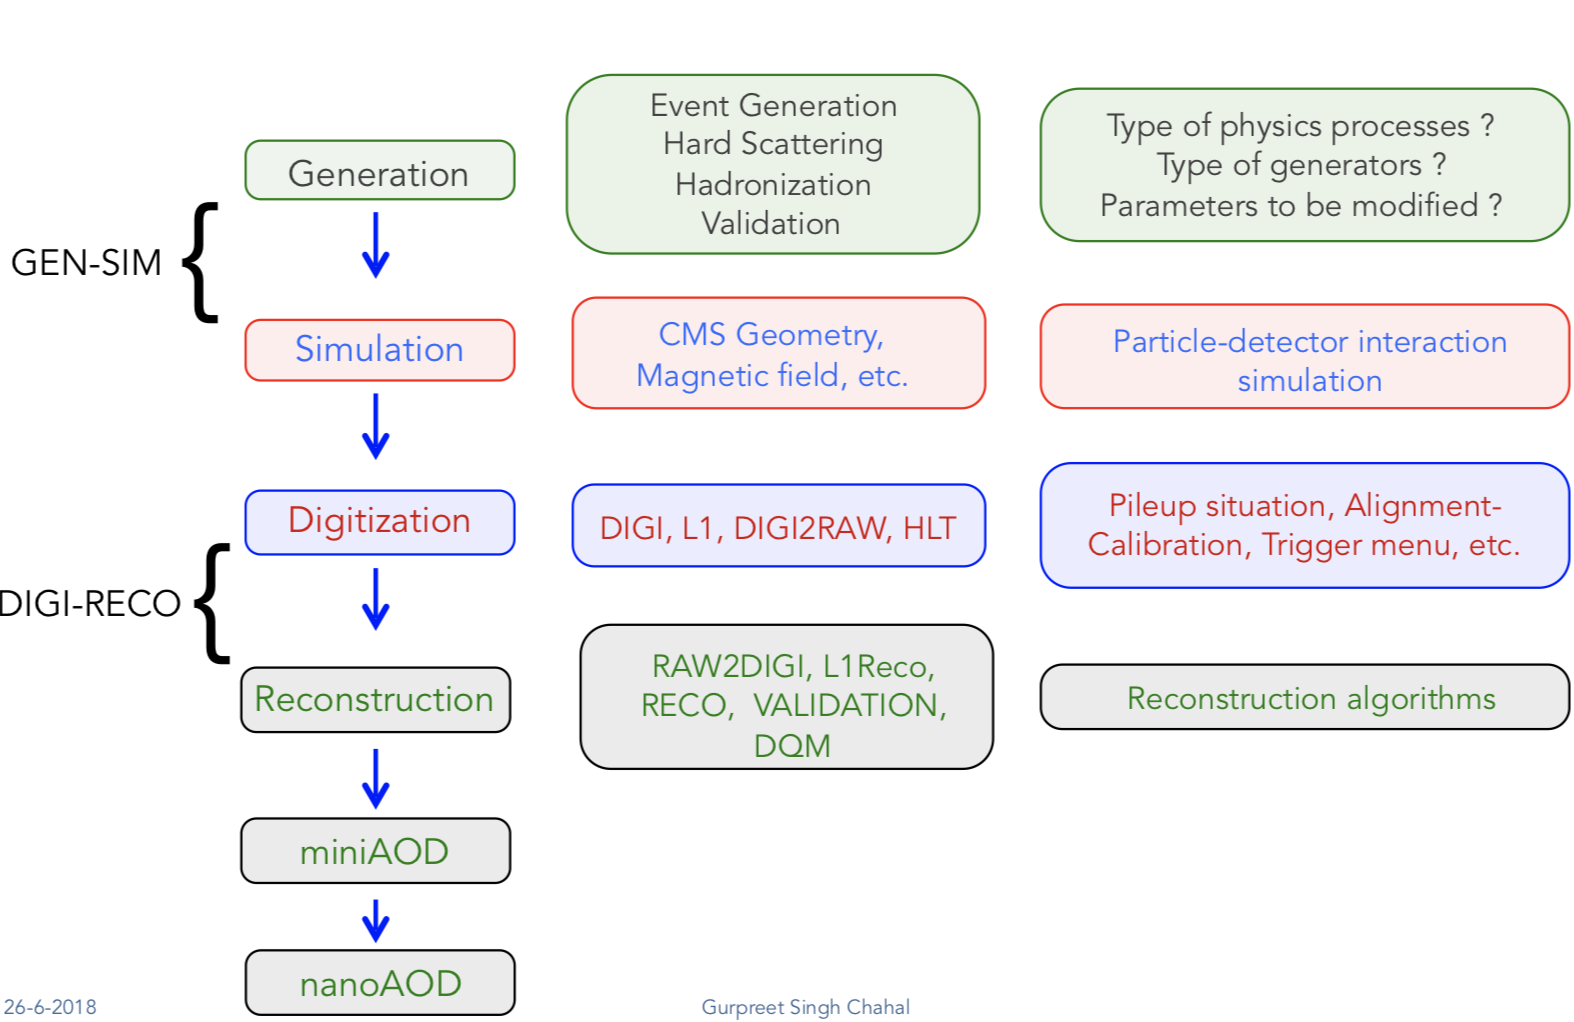 Generation
Event Generation
Hard Scattering
Hadronization
Validation
Type of physics processes ?
Type of generators ?
Parameters to be modified ?
GEN-SIM {
Simulation
CMS Geometry,
Magnetic field, etc.
Particle-detector interaction
simulation
Digitization
DIGI, L1, DIGI2RAW, HLT
Pileup situation, Alignment-
Calibration, Trigger menu, etc.
DIGI-RECO {
Reconstruction
RAW2DIGI, L1Reco,
RECO, VALIDATION,
DQM
Reconstruction algorithms
miniAOD
nanoAOD
26-6-2018
Gurpreet Singh Chahal